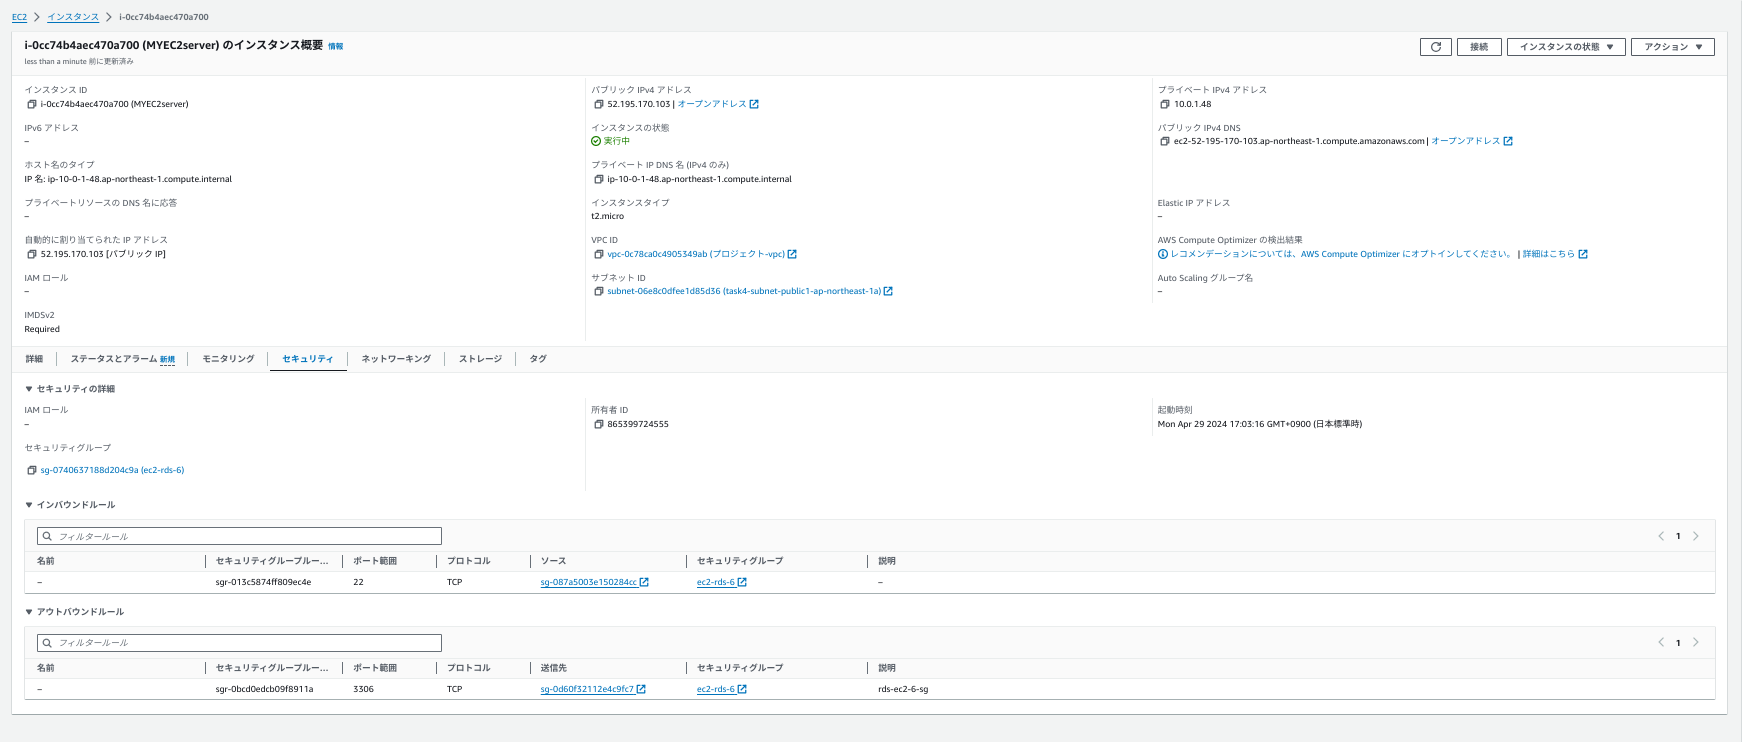 EC2 > インスタンス > i-0cc74b4aec470a700
i-0cc74b4aec470a700 (MYEC2server) のインスタンス概要 情報
less than a minute 前に更新済み
接続 インスタンスの状態 アクション
インスタンス ID
i-0cc74b4aec470a700 (MYEC2server)
パブリック IPv4 アドレス
52.195.170.103 | オープンアドレス
プライベート IPv4 アドレス
10.0.1.48
IPv6 アドレス
–
インスタンスの状態
実行中
パブリック IPv4 DNS
ec2-52-195-170-103.ap-northeast-1.compute.amazonaws.com | オープンアドレス
ホスト名のタイプ
IP 名: ip-10-0-1-48.ap-northeast-1.compute.internal
プライベート IP DNS 名 (IPv4 のみ)
ip-10-0-1-48.ap-northeast-1.compute.internal
プライベートリソースの DNS 名に応答
–
インスタンスタイプ
t2.micro
Elastic IP アドレス
–
自動的に割り当てられた IP アドレス
52.195.170.103 [パブリック IP]
VPC ID
vpc-0c78ca0c4905349ab (プロジェクト-vpc)
AWS Compute Optimizer の検出結果
レコメンデーションについては、AWS Compute Optimizer にオプトインしてください。 | 詳細はこちら
IAM ロール
–
サブネット ID
subnet-06e8c0dfee1d85d36 (task4-subnet-public1-ap-northeast-1a)
Auto Scaling グループ名
–
IMDSv2
Required
詳細 ステータスとアラーム 新規 モニタリング セキュリティ ネットワーキング ストレージ タグ
セキュリティの詳細
IAM ロール
–
所有者 ID
865399724555
起動時刻
Mon Apr 29 2024 17:03:16 GMT+0900 (日本標準時)
セキュリティグループ
sg-0740637188d204c9a (ec2-rds-6)
インバウンドルール
フィルタールール
1
名前 セキュリティグループルー... ポート範囲 プロトコル ソース セキュリティグループ 説明
– sgr-013c5874ff809ec4e 22 TCP sg-087a5003e150284cc ec2-rds-6 –
アウトバウンドルール
フィルタールール
1
名前 セキュリティグループルー... ポート範囲 プロトコル 送信先 セキュリティグループ 説明
– sgr-0bcd0edcb09f8911a 3306 TCP sg-0d60f32112e4c9fc7 ec2-rds-6 rds-ec2-6-sg